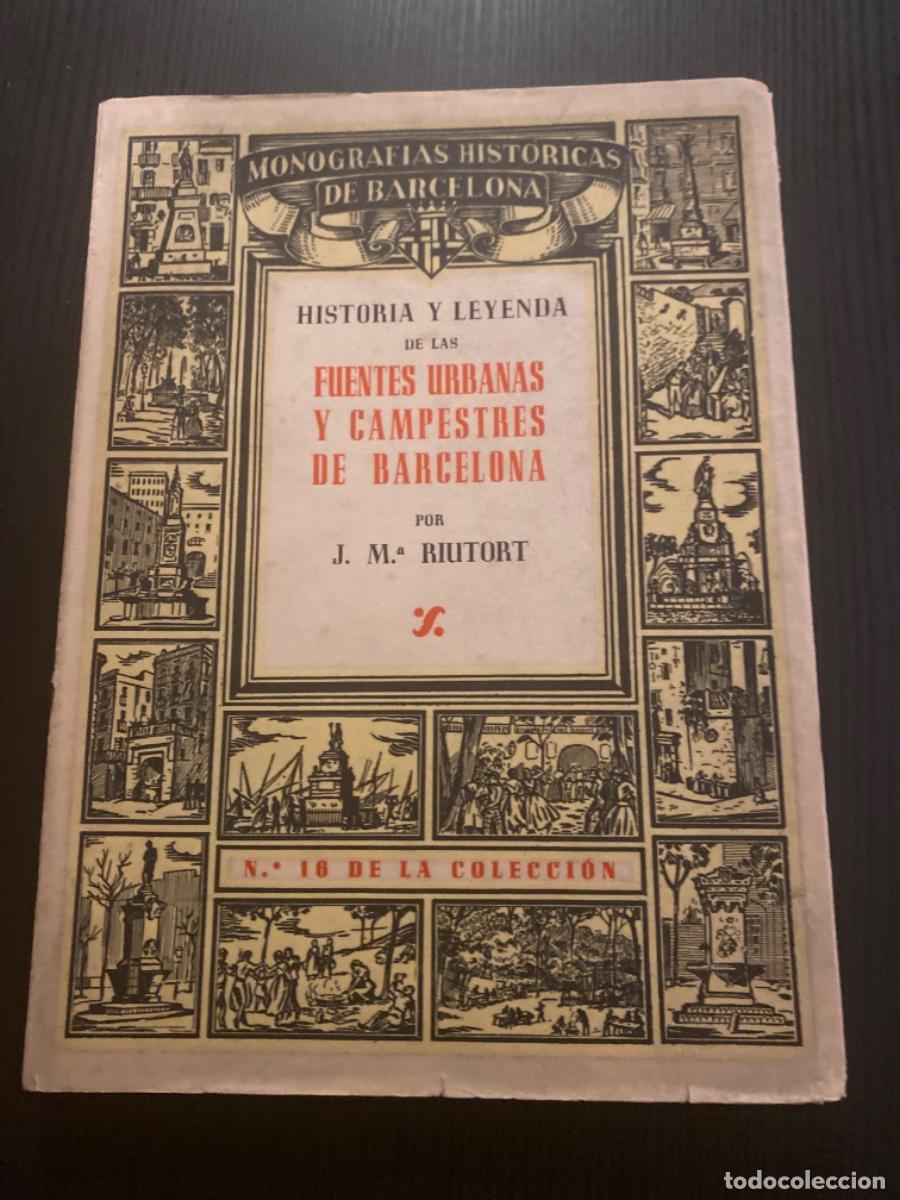 MONOGRAFIAS HISTÓRICAS
DE BARCELONA
HISTORIA Y LEYENDA
DE LAS
FUENTES URBANAS
Y CAMPESTRES
DE BARCELONA
POR
J. M.ª RIUTORT
N.º 16 DE LA COLECCIÓN
todocoleccion